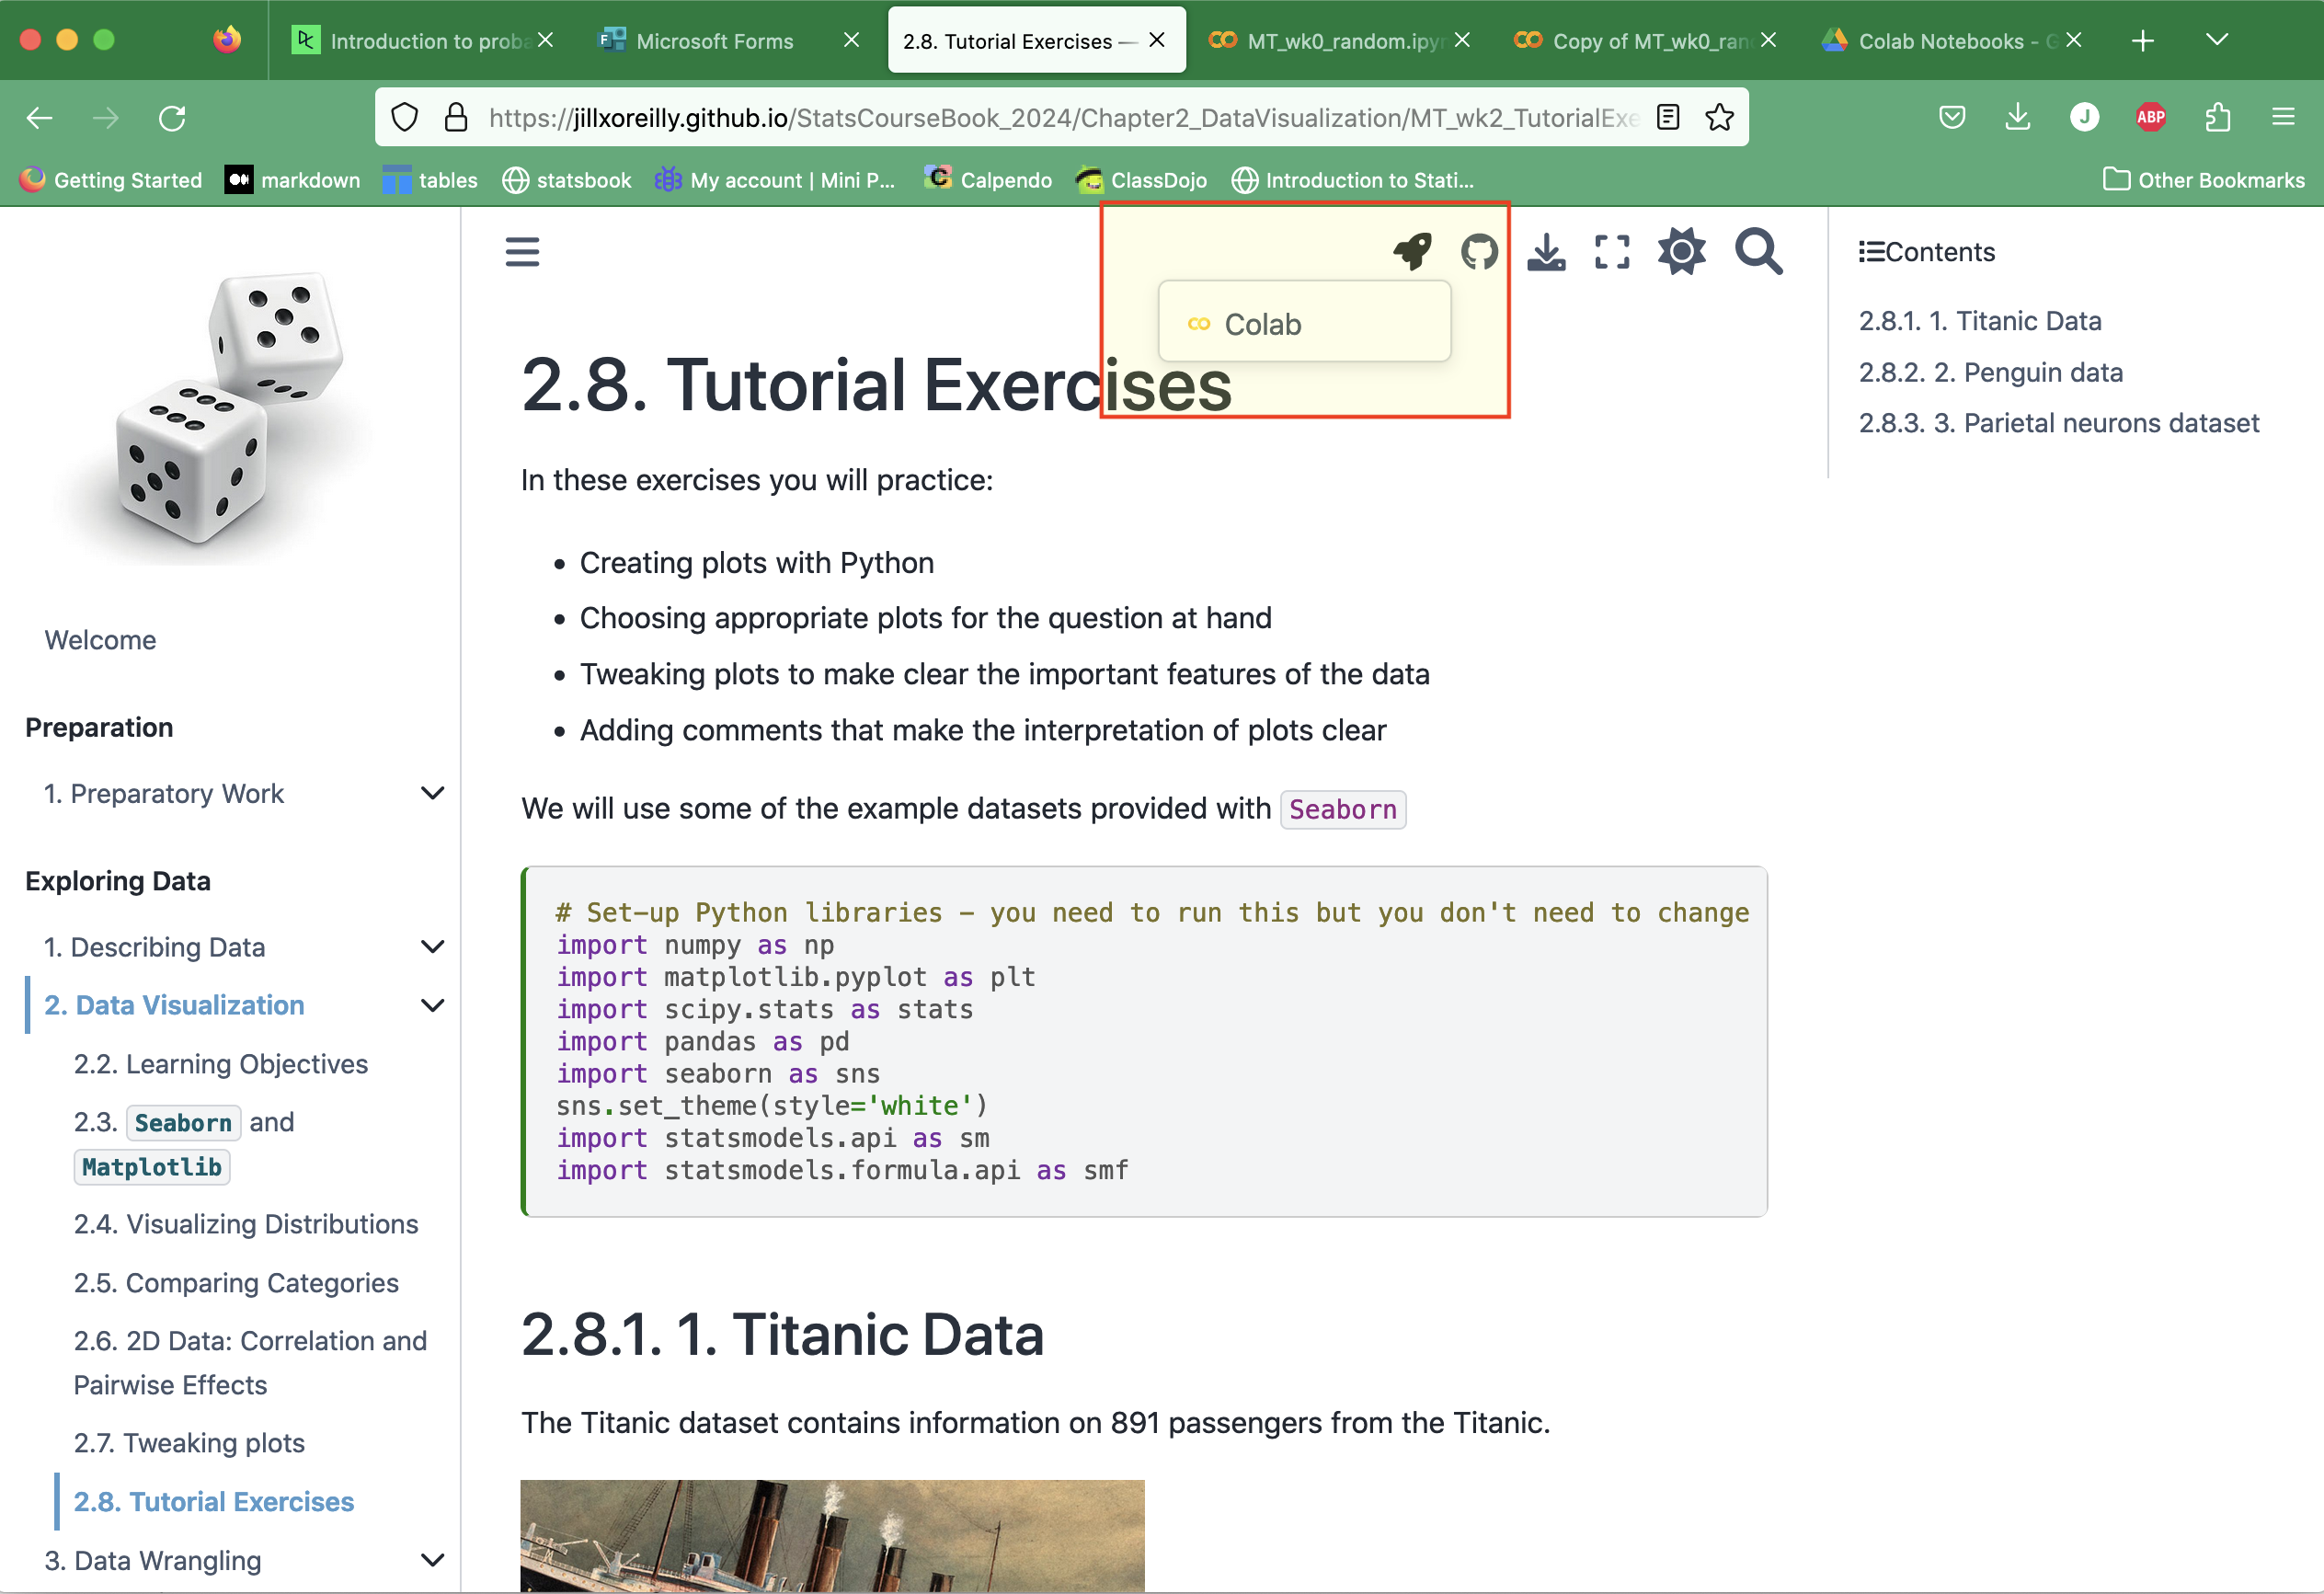 Introduction to proba
Microsoft Forms
2.8. Tutorial Exercises —
MT_wk0_random.ipyn
Copy of MT_wk0_ran
Colab Notebooks - G
https://jillxoreilly.github.io/StatsCourseBook_2024/Chapter2_DataVisualization/MT_wk2_TutorialExe
J
ABP
Getting Started
markdown
tables
statsbook
My account | Mini P...
Calpendo
ClassDojo
Introduction to Stati...
Other Bookmarks
Welcome
Preparation
1. Preparatory Work
Exploring Data
1. Describing Data
2. Data Visualization
2.2. Learning Objectives
2.3. Seaborn and
Matplotlib
2.4. Visualizing Distributions
2.5. Comparing Categories
2.6. 2D Data: Correlation and
Pairwise Effects
2.7. Tweaking plots
2.8. Tutorial Exercises
3. Data Wrangling
Colab
2.8. Tutorial Exercises
In these exercises you will practice:
• Creating plots with Python
• Choosing appropriate plots for the question at hand
• Tweaking plots to make clear the important features of the data
• Adding comments that make the interpretation of plots clear
We will use some of the example datasets provided with Seaborn
# Set-up Python libraries - you need to run this but you don't need to change
import numpy as np
import matplotlib.pyplot as plt
import scipy.stats as stats
import pandas as pd
import seaborn as sns
sns.set_theme(style='white')
import statsmodels.api as sm
import statsmodels.formula.api as smf
2.8.1. 1. Titanic Data
The Titanic dataset contains information on 891 passengers from the Titanic.
Contents
2.8.1. 1. Titanic Data
2.8.2. 2. Penguin data
2.8.3. 3. Parietal neurons dataset